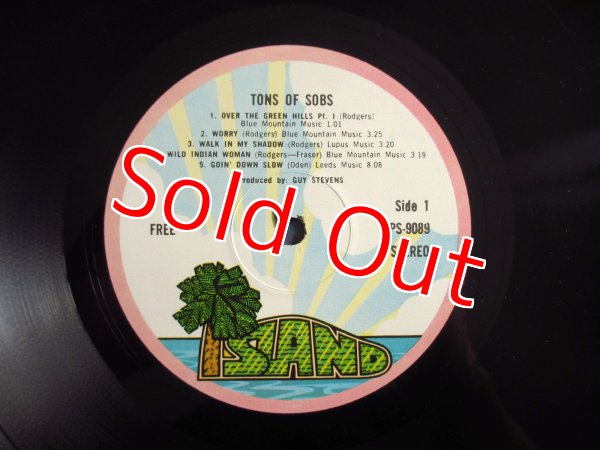 TONS OF SOBS
1. OVER THE GREEN HILLS Pt. 1 (Rodgers)
Blue Mountain Music 1.01
2. WORRY (Rodgers) Blue Mountain Music 3.25
3. WALK IN MY SHADOW (Rodgers) Lupus Music 3.20
WILD INDIAN WOMAN (Rodgers—Fraser) Blue Mountain Music 3.19
5. GOIN' DOWN SLOW (Oden) Leeds Music 8.08
roduced by: GUY STEVENS
Sold Out
Side 1
FREE
PS-9089
STEREO
ISLAND